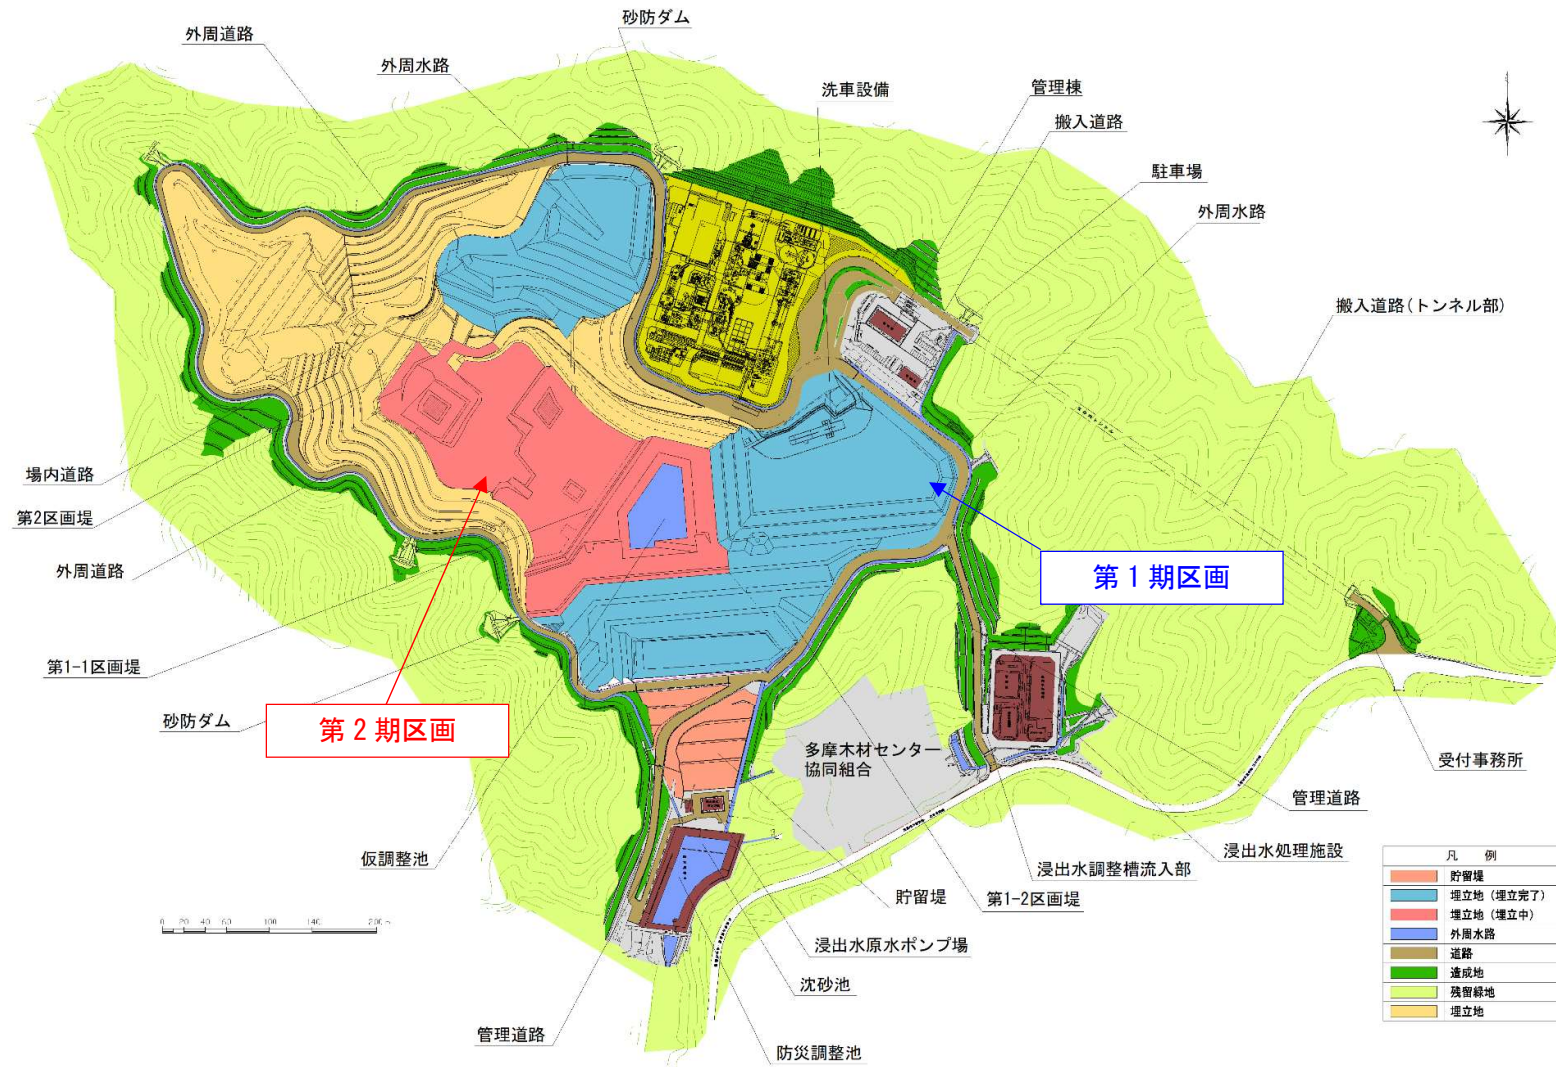 砂防ダム
外周道路
外周水路
洗車設備
管理棟
搬入道路
駐車場
外周水路
搬入道路(トンネル部)
場内道路
第2区画堤
外周道路
第1期区画
第1-1区画堤
砂防ダム
第2期区画
多摩木材センター
協同組合
受付事務所
管理道路
仮調整池
浸出水処理施設
浸出水調整槽流入部
貯留堤
第1-2区画堤
浸出水原水ポンプ場
沈砂池
管理道路
防災調整池
0 20 40 60 100 140 200
凡 例
貯留堤
埋立地(埋立完了)
埋立地(埋立中)
外周水路
道路
造成地
残留緑地
埋立地